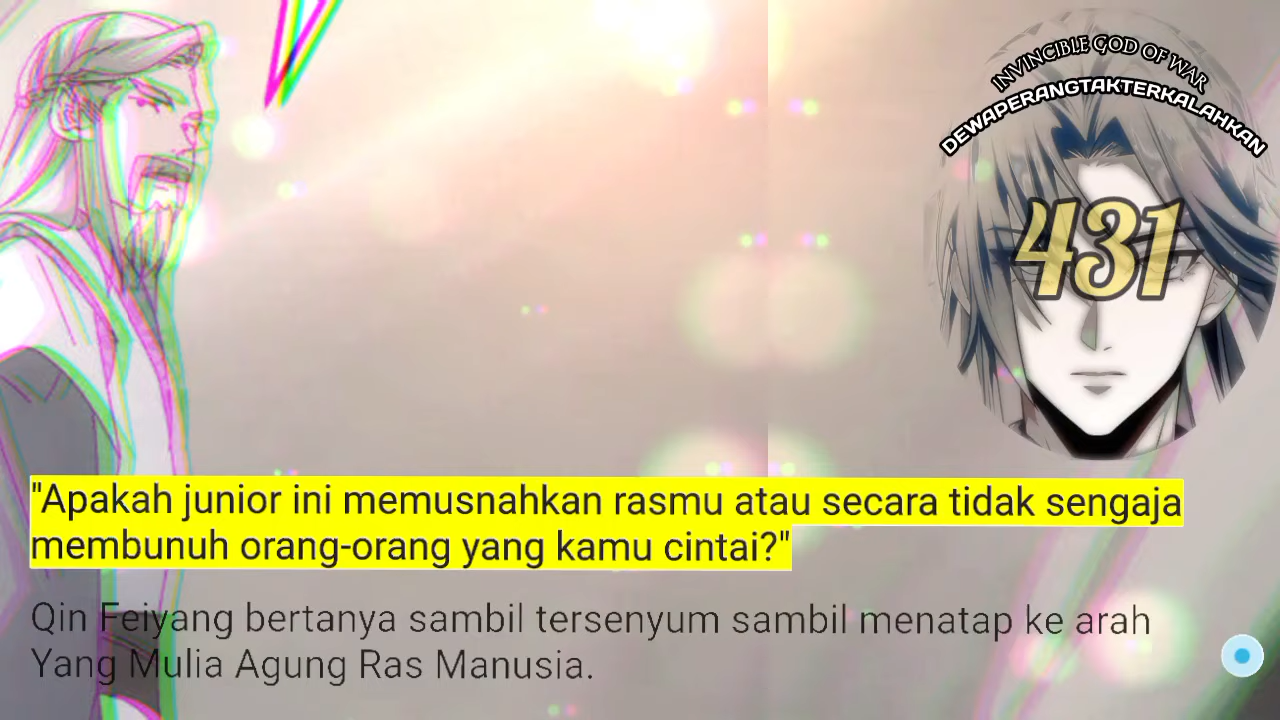 INVINCIBLE GOD OF WAR
DEWAPERANGTAKTERKALAHKAN
431
"Apakah junior ini memusnahkan rasmu atau secara tidak sengaja
membunuh orang-orang yang kamu cintai?"
Qin Feiyang bertanya sambil tersenyum sambil menatap ke arah
Yang Mulia Agung Ras Manusia.